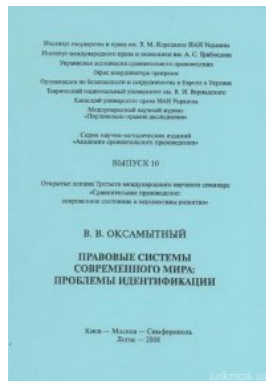 Институт государства и права им. В. М. Корецкого НАН Украины
Институт международного права и экономики им. А. С. Грибоедова
Украинская ассоциация сравнительного правоведения
Офис координатора программ
Организации по безопасности и сотрудничеству в Европе в Украине
Таврический национальный университет им. В. И. Вернадского
Киевский университет права НАН Украины
Международный научный журнал
«Порівняльно-правові дослідження»
Серия научно-методических изданий
«Академия сравнительного правоведения»
ВЫПУСК 10
Открытые лекции Третьего международного научного семинара
«Сравнительное правоведение:
современное состояние и перспективы развития»
В. В. ОКСАМЫТНЫЙ
ПРАВОВЫЕ СИСТЕМЫ
СОВРЕМЕННОГО МИРА:
ПРОБЛЕМЫ ИДЕНТИФИКАЦИИ
Киев — Москва — Симферополь
Логос — 2008